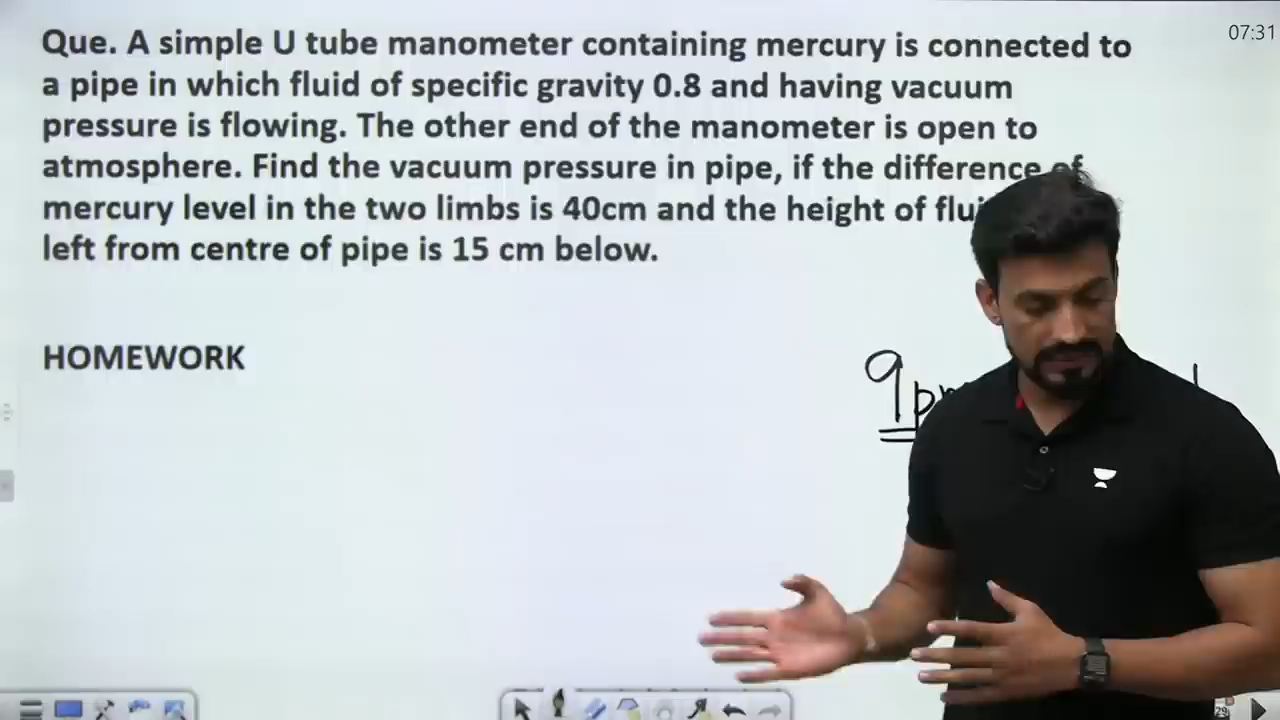 Que. A simple U tube manometer containing mercury is connected to
a pipe in which fluid of specific gravity 0.8 and having vacuum
pressure is flowing. The other end of the manometer is open to
atmosphere. Find the vacuum pressure in pipe, if the difference of
mercury level in the two limbs is 40cm and the height of
left from centre of pipe is 15 cm below.
HOMEWORK
9
07:31
29